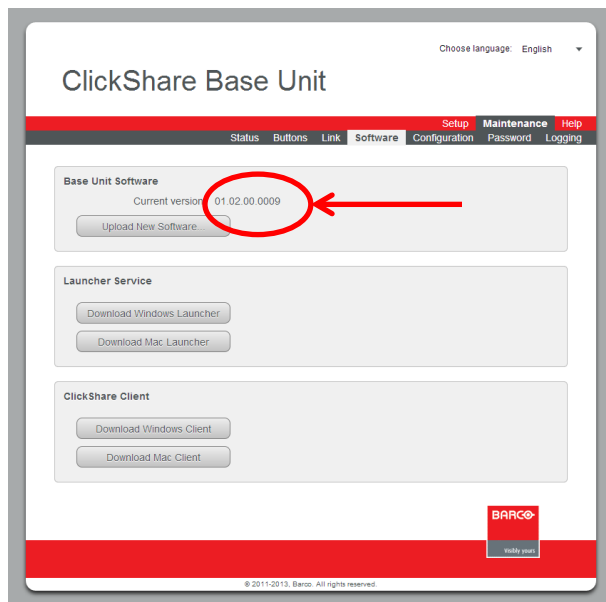 Choose language: English
ClickShare Base Unit
Setup Maintenance Help
Status Buttons Link Software Configuration Password Logging
Base Unit Software
Current version 01.02.00.0009
Upload New Software...
Launcher Service
Download Windows Launcher
Download Mac Launcher
ClickShare Client
Download Windows Client
Download Mac Client
BARCO
Visibly yours
© 2011-2013, Barco. All rights reserved.